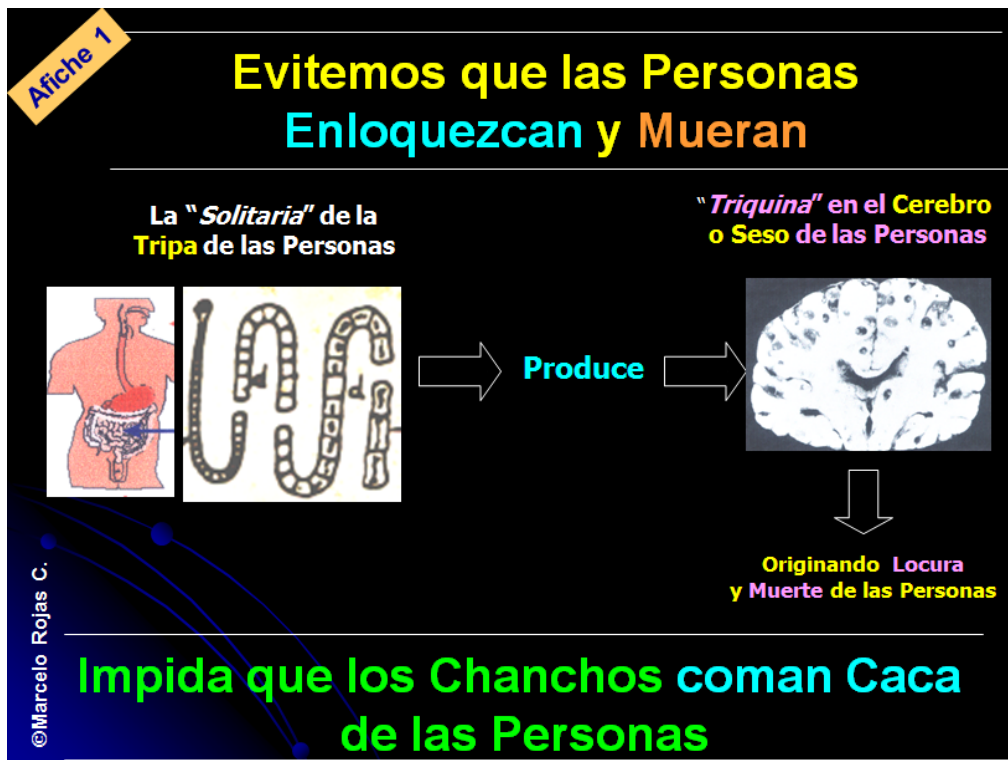 Afiche 1
Evitemos que las Personas
Enloquezcan y Mueran
La “Solitaria” de la
Tripa de las Personas
“Triquina” en el Cerebro
o Seso de las Personas
Produce
Originando Locura
y Muerte de las Personas
©Marcelo Rojas C.
Impida que los Chanchos coman Caca
de las Personas